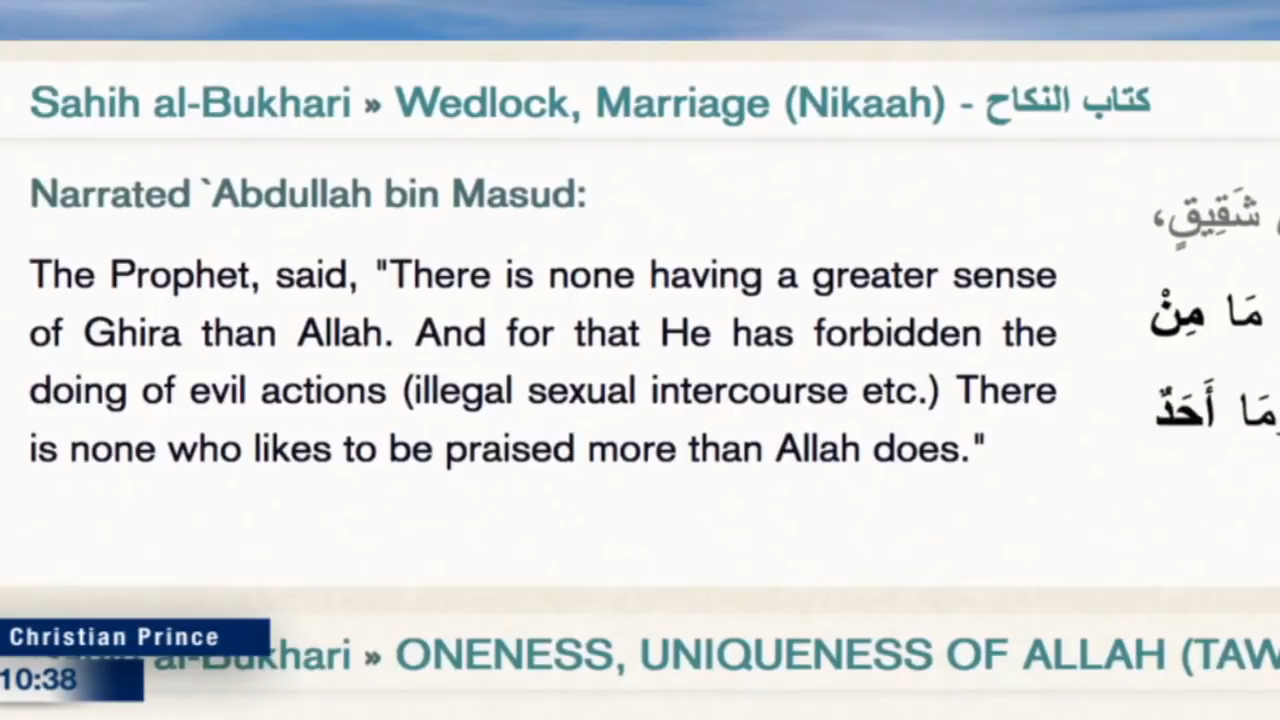 Sahih al-Bukhari » Wedlock, Marriage (Nikaah) - كتاب النكاح
Narrated `Abdullah bin Masud:
The Prophet, said, "There is none having a greater sense
of Ghira than Allah. And for that He has forbidden the
doing of evil actions (illegal sexual intercourse etc.) There
is none who likes to be praised more than Allah does."
شَقِيقٍ،
مَا مِنْ
مَا أَحَدٌ
Christian Prince
al-Bukhari » ONENESS, UNIQUENESS OF ALLAH (TAW
10:38